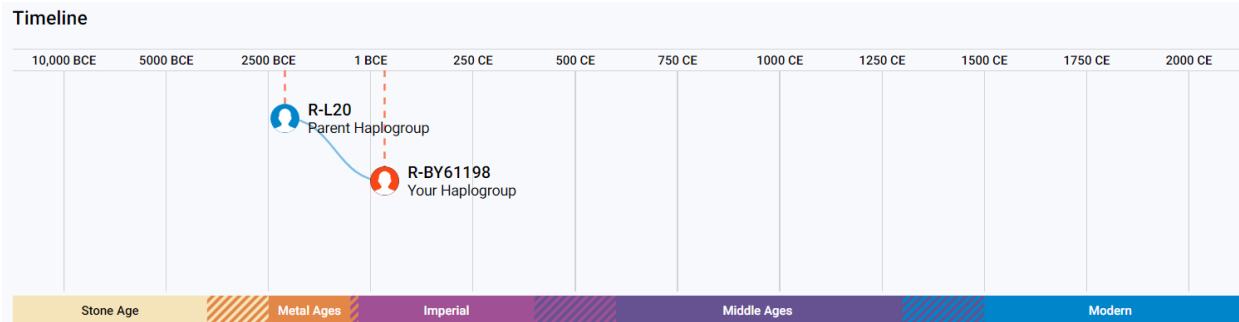 Timeline
10,000 BCE 5000 BCE 2500 BCE 1 BCE 250 CE 500 CE 750 CE 1000 CE 1250 CE 1500 CE 1750 CE 2000 CE
R-L20
Parent Haplogroup
R-BY61198
Your Haplogroup
Stone Age Metal Ages Imperial Middle Ages Modern